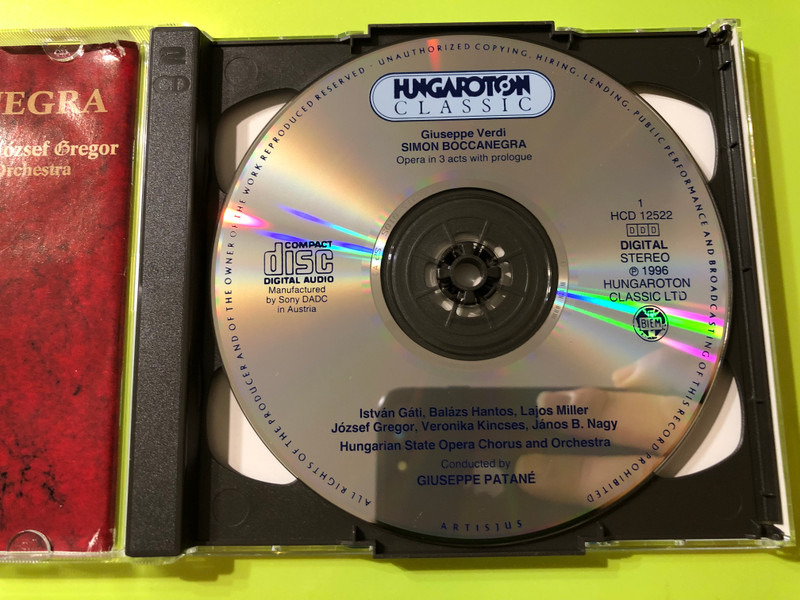 NEGRA
József Gregor
Orchestra
2
CD
ALL RIGHTS OF THE PRODUCER AND OF THE OWNER OF THE WORK REPRODUCED RESERVED · UNAUTHORIZED COPYING, HIRING, LENDING, PUBLIC PERFORMANCE AND BROADCASTING OF THIS RECORD PROHIBITED
HUNGAROTON
CLASSIC
Giuseppe Verdi
SIMON BOCCANEGRA
Opera in 3 acts with prologue
COMPACT
disc
DIGITAL AUDIO
Manufactured
by Sony DADC
in Austria
1
HCD 12522
DDD
DIGITAL
STEREO
℗ 1996
HUNGAROTON
CLASSIC LTD
BIEM
István Gáti, Balázs Hantos, Lajos Miller
József Gregor, Veronika Kincses, János B. Nagy
Hungarian State Opera Chorus and Orchestra
Conducted by
GIUSEPPE PATANÉ
ARTISJUS